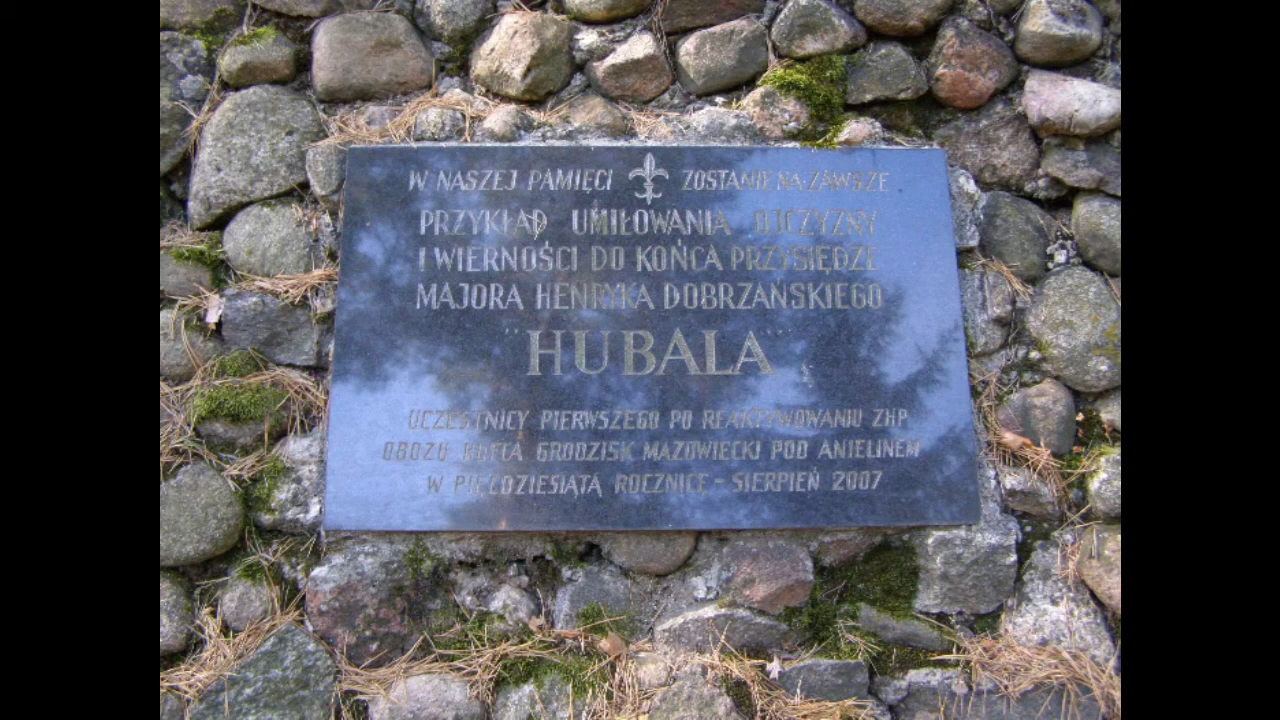 W NASZEJ PAMIĘCI ZOSTANIE NA ZAWSZE
PRZYKŁAD UMIŁOWANIA OJCZYZNY
I WIERNOŚCI DO KOŃCA PRZYSIĘDZE
MAJORA HENRYKA DOBRZAŃSKIEGO
"HUBALA"
UCZESTNICY PIERWSZEGO PO REAKTYWOWANIU ZHP
OBOZU HUFCA GRODZISK MAZOWIECKI POD ANIELINEM
W PIĘĆDZIESIĄTĄ ROCZNICĘ - SIERPIEŃ 2007